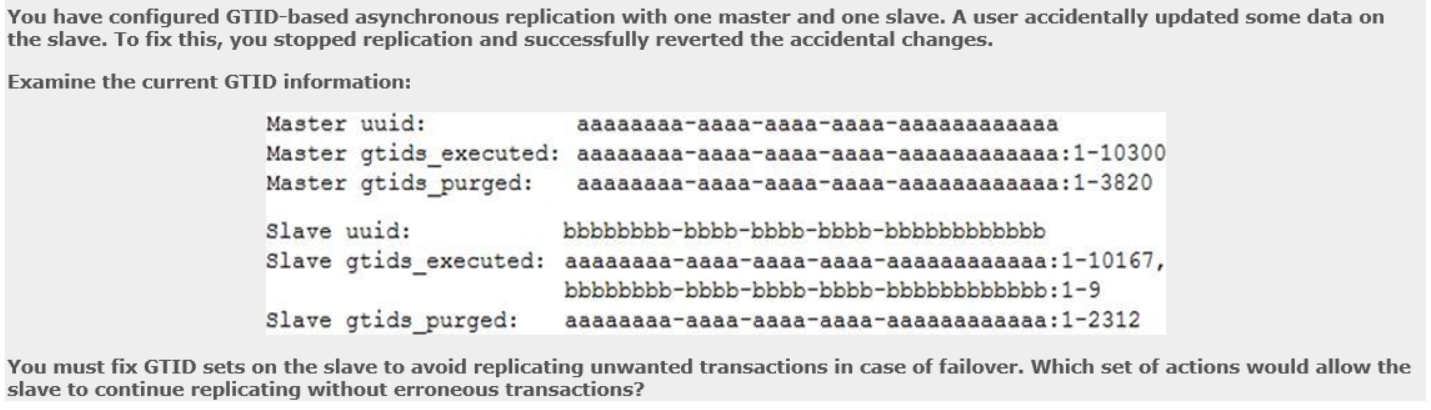 You have configured GTID-based asynchronous replication with one master and one slave. A user accidentally updated some data on
the slave. To fix this, you stopped replication and successfully reverted the accidental changes.
Examine the current GTID information:
Master uuid: aaaaaaaa-aaaa-aaaa-aaaa-aaaaaaaaaaaa
Master gtids_executed: aaaaaaaa-aaaa-aaaa-aaaa-aaaaaaaaaaaa:1-10300
Master gtids_purged: aaaaaaaa-aaaa-aaaa-aaaa-aaaaaaaaaaaa:1-3820
Slave uuid: bbbbbbbb-bbbb-bbbb-bbbb-bbbbbbbbbbbb
Slave gtids_executed: aaaaaaaa-aaaa-aaaa-aaaa-aaaaaaaaaaaa:1-10167,
bbbbbbbb-bbbb-bbbb-bbbb-bbbbbbbbbbbb:1-9
Slave gtids_purged: aaaaaaaa-aaaa-aaaa-aaaa-aaaaaaaaaaaa:1-2312
You must fix GTID sets on the slave to avoid replicating unwanted transactions in case of failover. Which set of actions would allow the
slave to continue replicating without erroneous transactions?